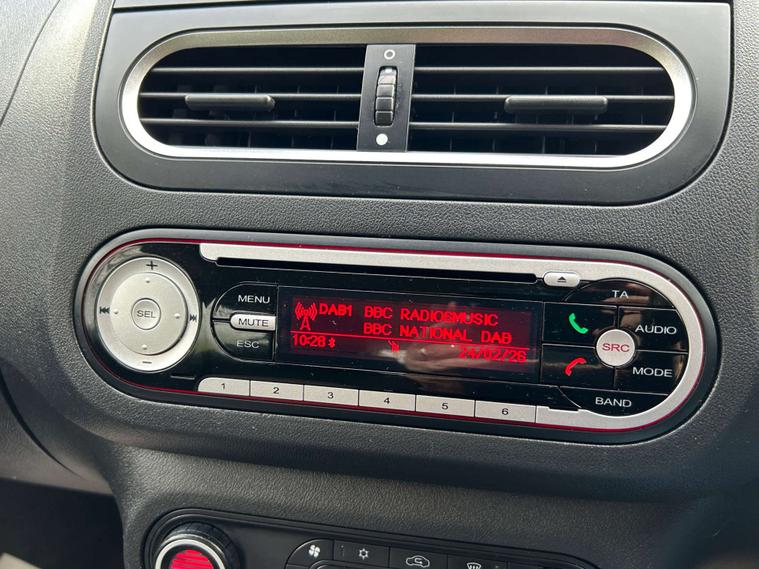 MENU
TA
DAB1 BBC RADIO6MUSIC
SEL
MUTE
BBC NATIONAL DAB
AUDIO
ESC
10:28
24/02/26
SRC
MODE
1 2 3 4 5 6
BAND